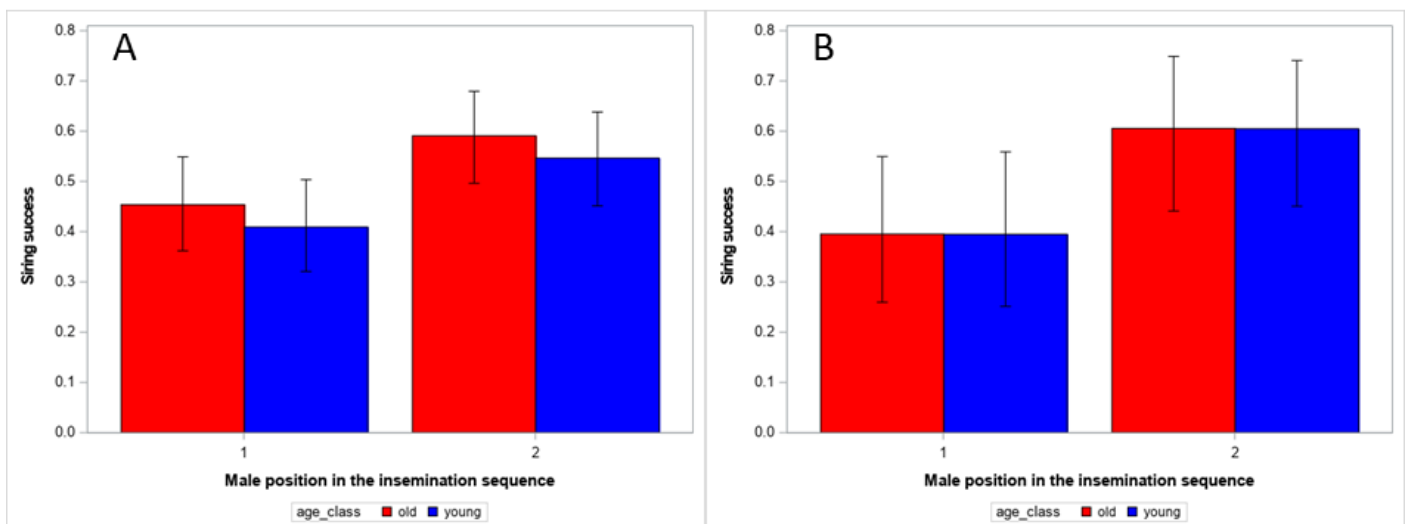 A
0.8
0.7
0.6
0.5
0.4
0.3
0.2
0.1
0.0
Siring success
1 2
Male position in the insemination sequence
age_class old young
B
0.8
0.7
0.6
0.5
0.4
0.3
0.2
0.1
0.0
Siring success
1 2
Male position in the insemination sequence
age_class old young